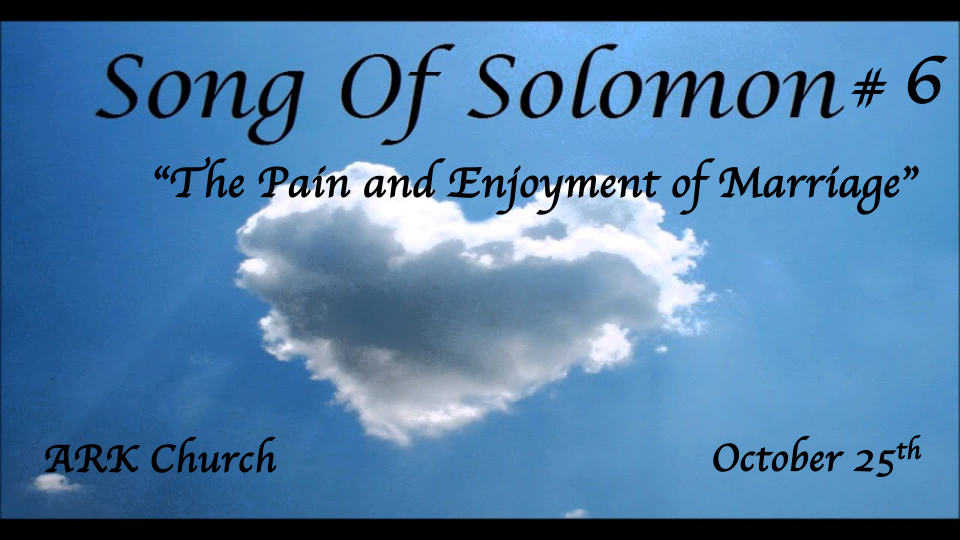 Song Of Solomon # 6
“The Pain and Enjoyment of Marriage”
ARK Church
October 25th